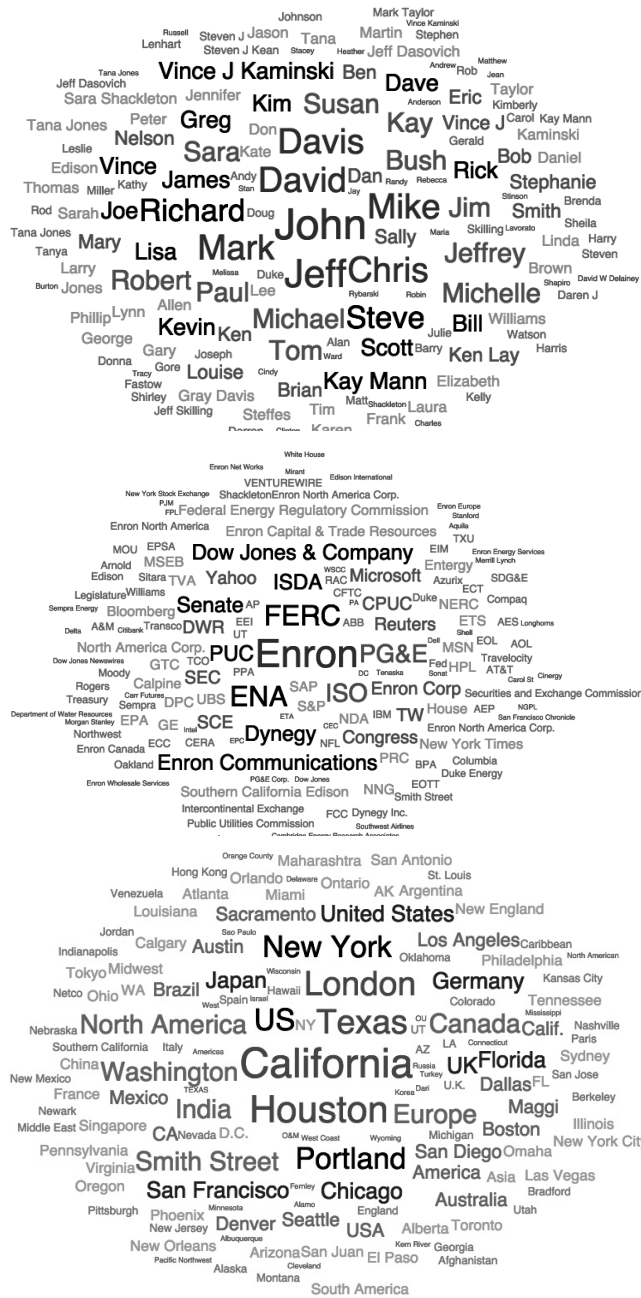 Johnson Mark Taylor
Russell Steven J Jason Tana Martin Vince Kaminski Stephen
Lenhart Steven J Kean Stacey Heather Jeff Dasovich
Tana Jones Vince J Kaminski Ben Dave Andrew Rob Matthew Jean
Jeff Dasovich Jennifer Kim Susan Anderson Eric Taylor
Sara Shackleton Greg Don Davis Kay Vince J Carol Kimberly Kay Mann
Tana Jones Peter Nelson Sara Kate Gerald Kaminski
Leslie Edison Vince Andy David Dan Bush Rick Bob Daniel
Thomas Miller Kathy James Stan Jay Randy Rebecca Stephanie
Rod Sarah Joe Richard Doug John Mike Jim Stinson Smith Brenda
Tana Jones Mary Lisa Mark Sally Maria Skilling Lavorato Sheila
Tanya Larry Melissa Duke Jeff Chris Jeffrey Linda Harry Steven
Burton Jones Robert Paul Lee Rybarski Robin Michelle Brown Shapiro David W Delainey
Phillip Lynn Allen Michael Steve Bill Williams Daren J
George Kevin Ken Alan Julie Watson
Donna Gary Joseph Tom Ward Scott Barry Ken Lay Harris
Tracy Gore Louise Cindy Brian Kay Mann Elizabeth
Fastow Shirley Gray Davis Matt Shackleton Laura Kelly
Jeff Skilling Steffes Tim Frank Charles
Karen
White House
Enron Net Works Mirant
VENTUREWIRE Edison International
New York Stock Exchange Shackleton Enron North America Corp.
PJM FPL Federal Energy Regulatory Commission Enron Europe Stanford
Enron North America Enron Capital & Trade Resources Aquila TXU
MOU EPSA Dow Jones & Company EIM Enron Energy Services
Arnold MSEB WSCC Entergy Merrill Lynch
Edison Sitara TVA Yahoo ISDA RAC Microsoft Azurix SDG&E
Legislature Williams CFTC ECT
Sempra Energy Bloomberg Senate AP FERC PA CPUC Duke NERC Compaq
Delta A&M Citibank Transco DWR EEI ABB Reuters ETS AES Longhorns
North America Corp. UT Enron PG&E Dell Shell MSN EOL AOL
Dow Jones Newswires GTC TCO PUC Fed HPL Travelocity
Moody SEC PPA DC Tenaska Sonat AT&T
Rogers Carr Futures Calpine SAP ISO Enron Corp Carol St Cinergy
Treasury Sempra DPC UBS ENA S&P Securities and Exchange Commission
Department of Water Resources House AEP NGPL
Morgan Stanley EPA GE Intel SCE ETA CEC NDA IBM TW San Francisco Chronicle
Northwest Dynegy Congress Enron North America Corp.
Enron Canada ECC CERA EPC NFL New York Times
Oakland Enron Communications PRC BPA Columbia
Enron Wholesale Services PG&E Corp. Dow Jones Duke Energy
Southern California Edison NNG EOTT
Intercontinental Exchange Smith Street
Public Utilities Commission FCC Dynegy Inc.
Southwest Airlines
Cambridge Energy Research Associates
Orange County Maharashtra San Antonio
Hong Kong Orlando Delaware Ontario St. Louis
Venezuela Atlanta Miami AK Argentina
Louisiana Sacramento United States New England
Jordan Sao Paulo
Indianapolis Calgary Austin New York Los Angeles Caribbean
Oklahoma Philadelphia North American
Tokyo Midwest Japan Wisconsin London Germany Kansas City
Netco Ohio WA Brazil Spain Israel Hawaii Colorado Tennessee
West Mississippi
Nebraska North America US NY Texas OU UT Canada Calif. Nashville
Southern California Italy Americas LA Connecticut Paris
China Washington California AZ Russia UK Florida Sydney
New Mexico TEXAS Turkey San Jose
France Mexico Korea Dari U.K. Dallas FL Berkeley
Newark India Houston Europe Maggi
Middle East Singapore CA Nevada D.C. O&M West Coast Wyoming Michigan Boston Illinois
Pennsylvania New York City
Virginia Smith Street Portland San Diego Omaha
Oregon San Francisco Fernley Chicago America Asia Las Vegas
Bradford
Pittsburgh Phoenix Minnesota Alamo England Australia Utah
New Jersey Denver Seattle USA Alberta Toronto
New Orleans Albuquerque Kern River Georgia
Pacific Northwest Arizona San Juan El Paso Afghanistan
Alaska Cleveland
Montana South America